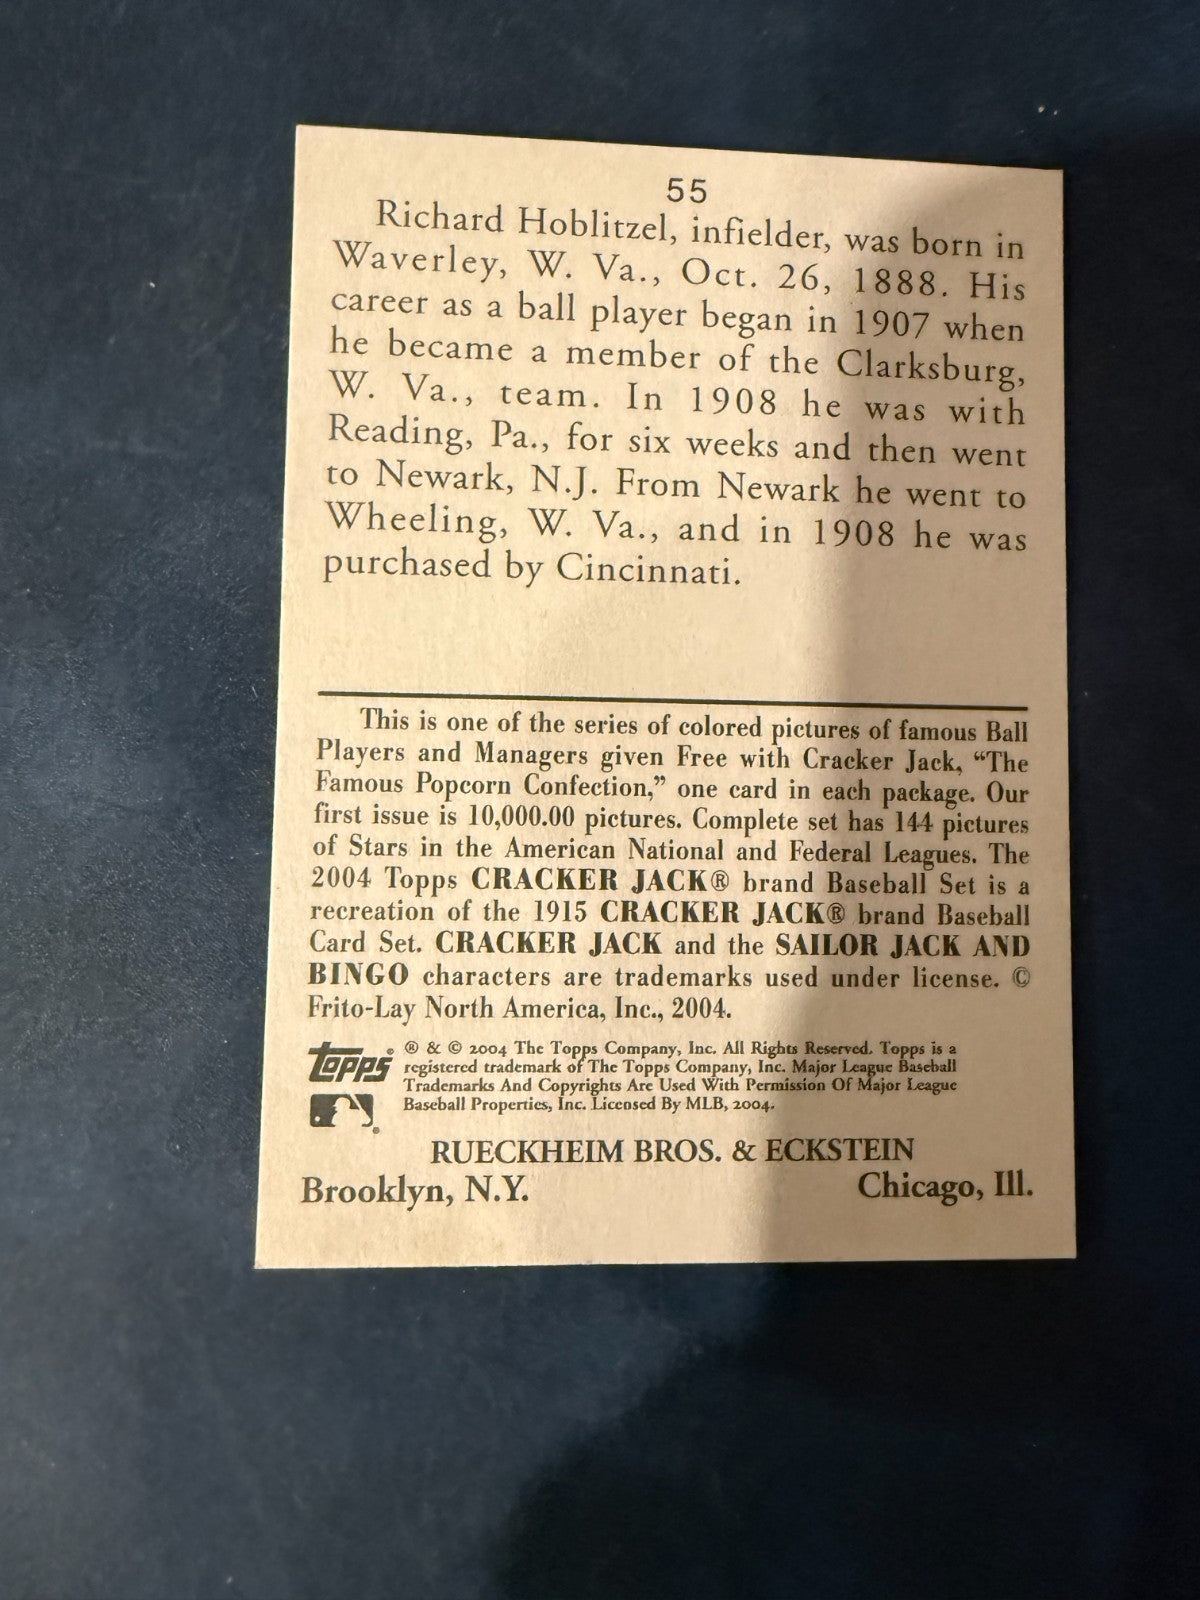 55
Richard Hoblitzel, infielder, was born in
Waverley, W. Va., Oct. 26, 1888. His
career as a ball player began in 1907 when
he became a member of the Clarksburg,
W. Va., team. In 1908 he was with
Reading, Pa., for six weeks and then went
to Newark, N.J. From Newark he went to
Wheeling, W. Va., and in 1908 he was
purchased by Cincinnati.
This is one of the series of colored pictures of famous Ball
Players and Managers given Free with Cracker Jack, “The
Famous Popcorn Confection,” one card in each package. Our
first issue is 10,000.00 pictures. Complete set has 144 pictures
of Stars in the American National and Federal Leagues. The
2004 Topps CRACKER JACK® brand Baseball Set is a
recreation of the 1915 CRACKER JACK® brand Baseball
Card Set. CRACKER JACK and the SAILOR JACK AND
BINGO characters are trademarks used under license. ©
Frito-Lay North America, Inc., 2004.
Topps® ® & © 2004 The Topps Company, Inc. All Rights Reserved. Topps is a
registered trademark of The Topps Company, Inc. Major League Baseball
Trademarks And Copyrights Are Used With Permission Of Major League
Baseball Properties, Inc. Licensed By MLB, 2004.
®
RUECKHEIM BROS. & ECKSTEIN
Brooklyn, N.Y. Chicago, Ill.